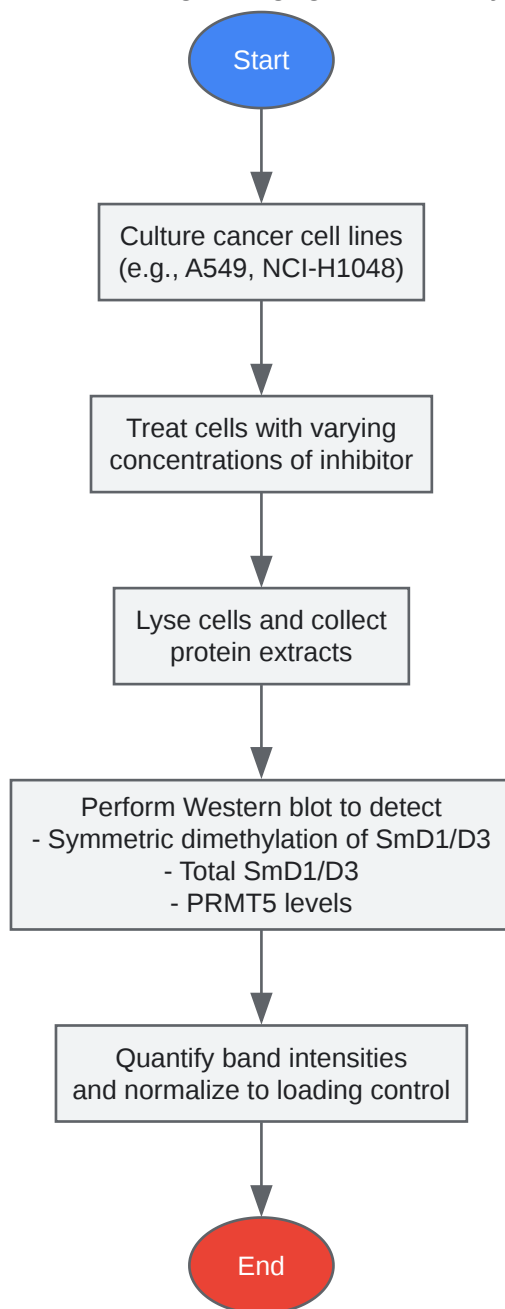 Start
Culture cancer cell lines
(e.g., A549, NCI-H1048)
Treat cells with varying
concentrations of inhibitor
Lyse cells and collect
protein extracts
Perform Western blot to detect
- Symmetric dimethylation of SmD1/D3
- Total SmD1/D3
- PRMT5 levels
Quantify band intensities
and normalize to loading control
End